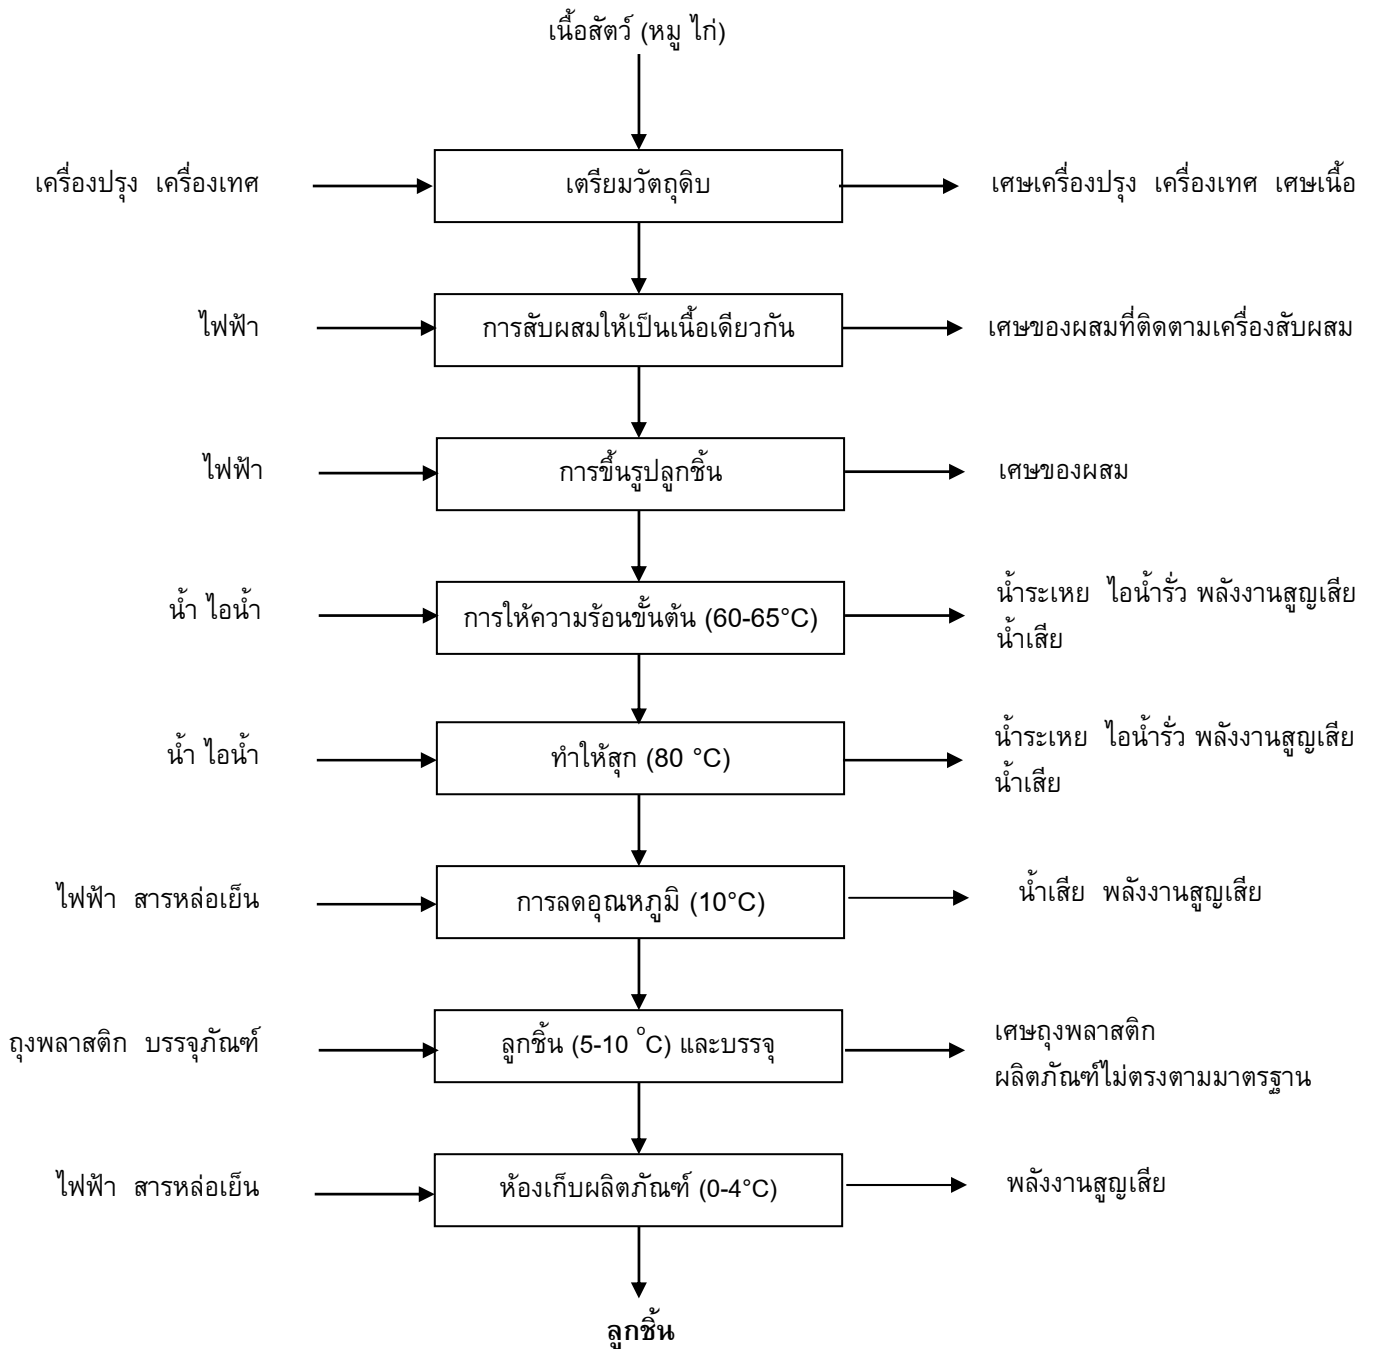 เนื้อสัตว์ (หมู ไก่)
เครื่องปรุง เครื่องเทศ
เตรียมวัตถุดิบ
เศษเครื่องปรุง เครื่องเทศ เศษเนื้อ
ไฟฟ้า
การสับผสมให้เป็นเนื้อเดียวกัน
เศษของผสมที่ติดตามเครื่องสับผสม
ไฟฟ้า
การขึ้นรูปลูกชิ้น
เศษของผสม
น้ำ ไอน้ำ
การให้ความร้อนขั้นต้น (60-65°C)
น้ำระเหย ไอน้ำรั่ว พลังงานสูญเสีย
น้ำเสีย
น้ำ ไอน้ำ
ทำให้สุก (80 °C)
น้ำระเหย ไอน้ำรั่ว พลังงานสูญเสีย
น้ำเสีย
ไฟฟ้า สารหล่อเย็น
การลดอุณหภูมิ (10°C)
น้ำเสีย พลังงานสูญเสีย
ถุงพลาสติก บรรจุภัณฑ์
ลูกชิ้น (5-10 °C) และบรรจุ
เศษถุงพลาสติก
ผลิตภัณฑ์ไม่ตรงตามมาตรฐาน
ไฟฟ้า สารหล่อเย็น
ห้องเก็บผลิตภัณฑ์ (0-4°C)
พลังงานสูญเสีย
ลูกชิ้น